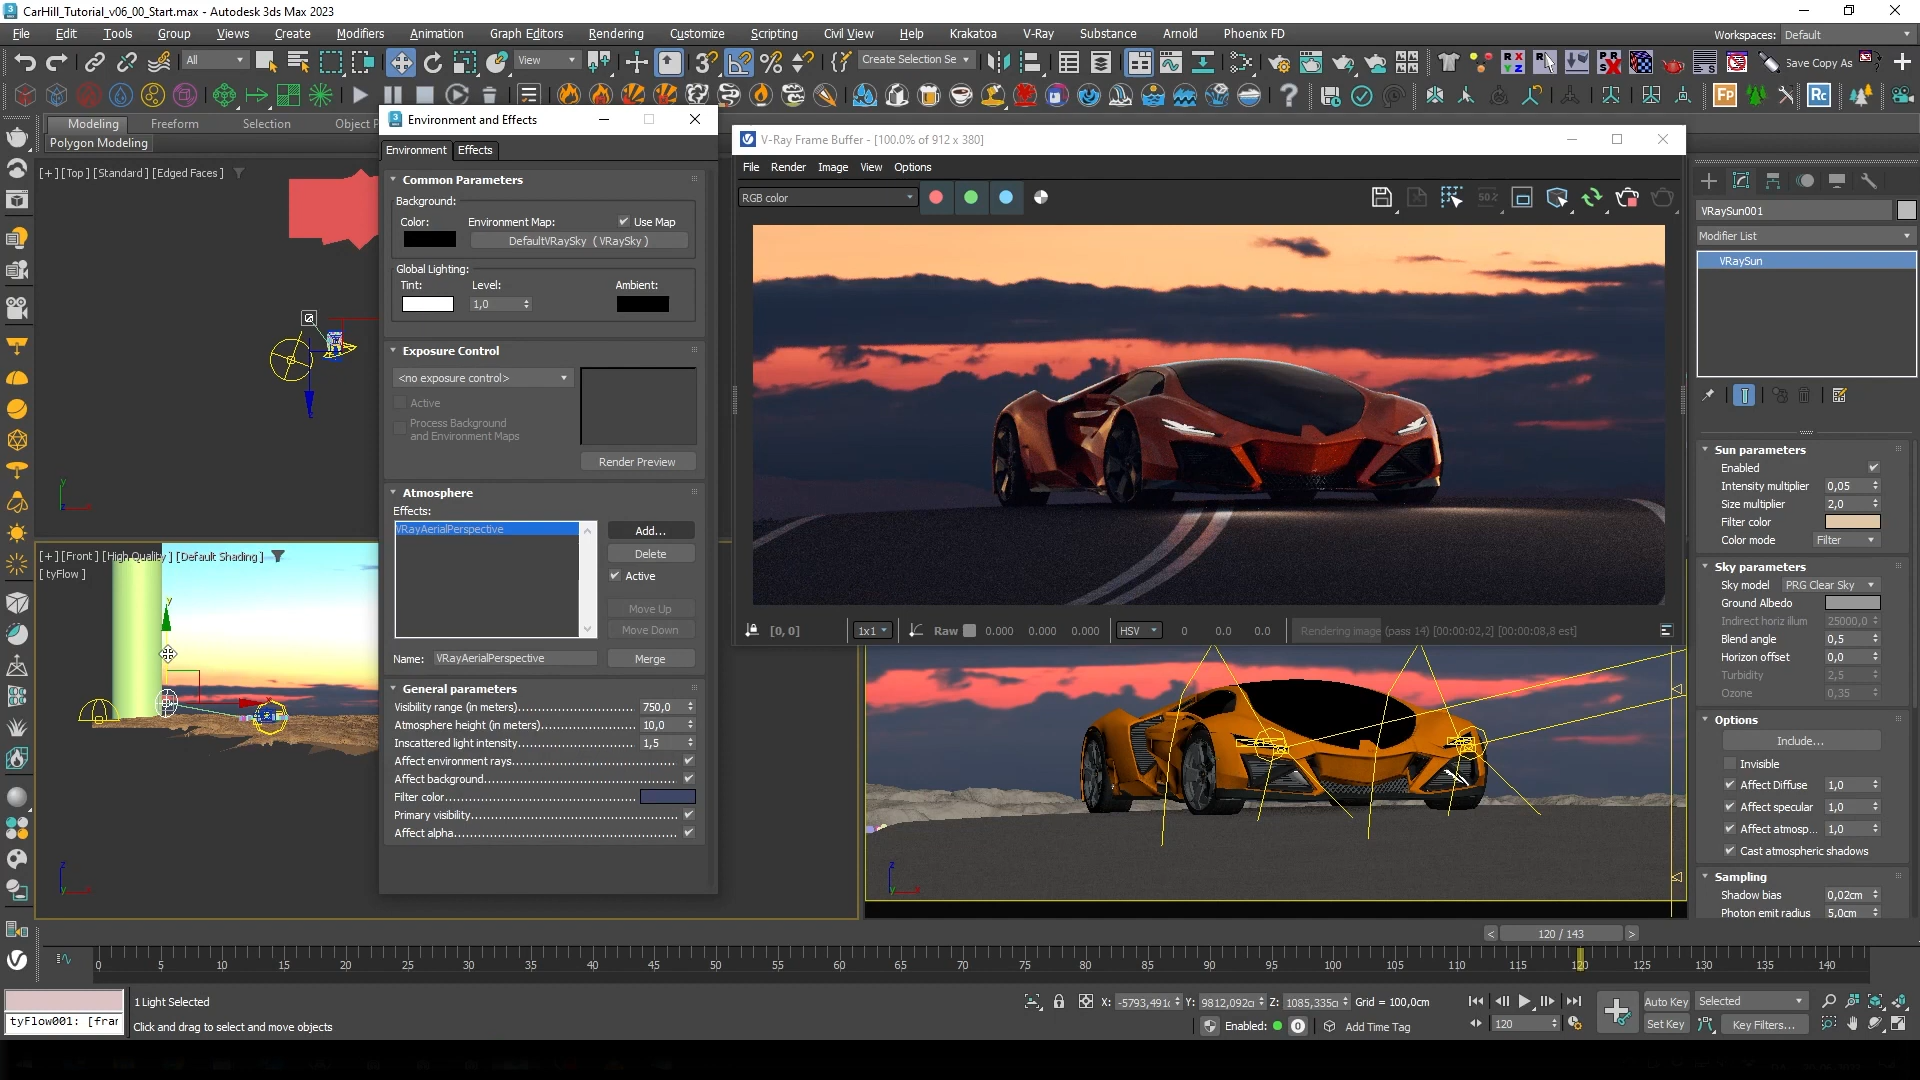 CarHill_Tutorial_v06_00_Start.max - Autodesk 3ds Max 2023
File Edit Tools Group Views Create Modifiers Animation Graph Editors Rendering Customize Scripting Civil View Help Krakatoa V-Ray Substance Arnold Phoenix FD
Workspaces: Default
All View Create Selection Se Save Copy As
Modeling Freeform Selection Object P
Polygon Modeling
[+] [Top] [Standard] [Edged Faces]
[+] [Front] [High Quality] [Default Shading]
[ tyFlow ]
Environment and Effects
Environment Effects
Common Parameters
Background:
Color: Environment Map: Use Map
DefaultVRaySky ( VRaySky )
Global Lighting:
Tint: Level: Ambient:
1,0
Exposure Control
<no exposure control>
Active
Process Background
and Environment Maps
Render Preview
Atmosphere
Effects:
VRayAerialPerspective
Add...
Delete
Active
Move Up
Move Down
Name: VRayAerialPerspective Merge
General parameters
Visibility range (in meters) 750,0
Atmosphere height (in meters) 10,0
Inscattered light intensity 1,5
Affect environment rays
Affect background
Filter color
Primary visibility
Affect alpha
V-Ray Frame Buffer - [100.0% of 912 x 380]
File Render Image View Options
RGB color
50%
[0, 0] 1x1 Raw 0.000 0.000 0.000 HSV 0 0.0 0.0 Rendering image (pass 14) [00:00:02,2] [00:00:08,8 est]
VRaySun001
Modifier List
VRaySun
Sun parameters
Enabled
Intensity multiplier 0,05
Size multiplier 2,0
Filter color
Color mode Filter
Sky parameters
Sky model PRG Clear Sky
Ground Albedo
Indirect horiz illum 25000,0
Blend angle 0,5
Horizon offset 0,0
Turbidity 2,5
Ozone 0,35
Options
Include...
Invisible
Affect Diffuse 1,0
Affect specular 1,0
Affect atmosp... 1,0
Cast atmospheric shadows
Sampling
Shadow bias 0,02cm
Photon emit radius 5,0cm
< 120 / 143 >
0 5 10 15 20 25 30 35 40 45 50 55 60 65 70 75 80 85 90 95 100 105 110 115 120 125 130 135 140
1 Light Selected
X: -5793,491c Y: 9812,092c Z: 1085,335c Grid = 100,0cm
Auto Key Selected
tyFlow001: [frar
Click and drag to select and move objects
Enabled: 0 Add Time Tag
120
Set Key Key Filters...